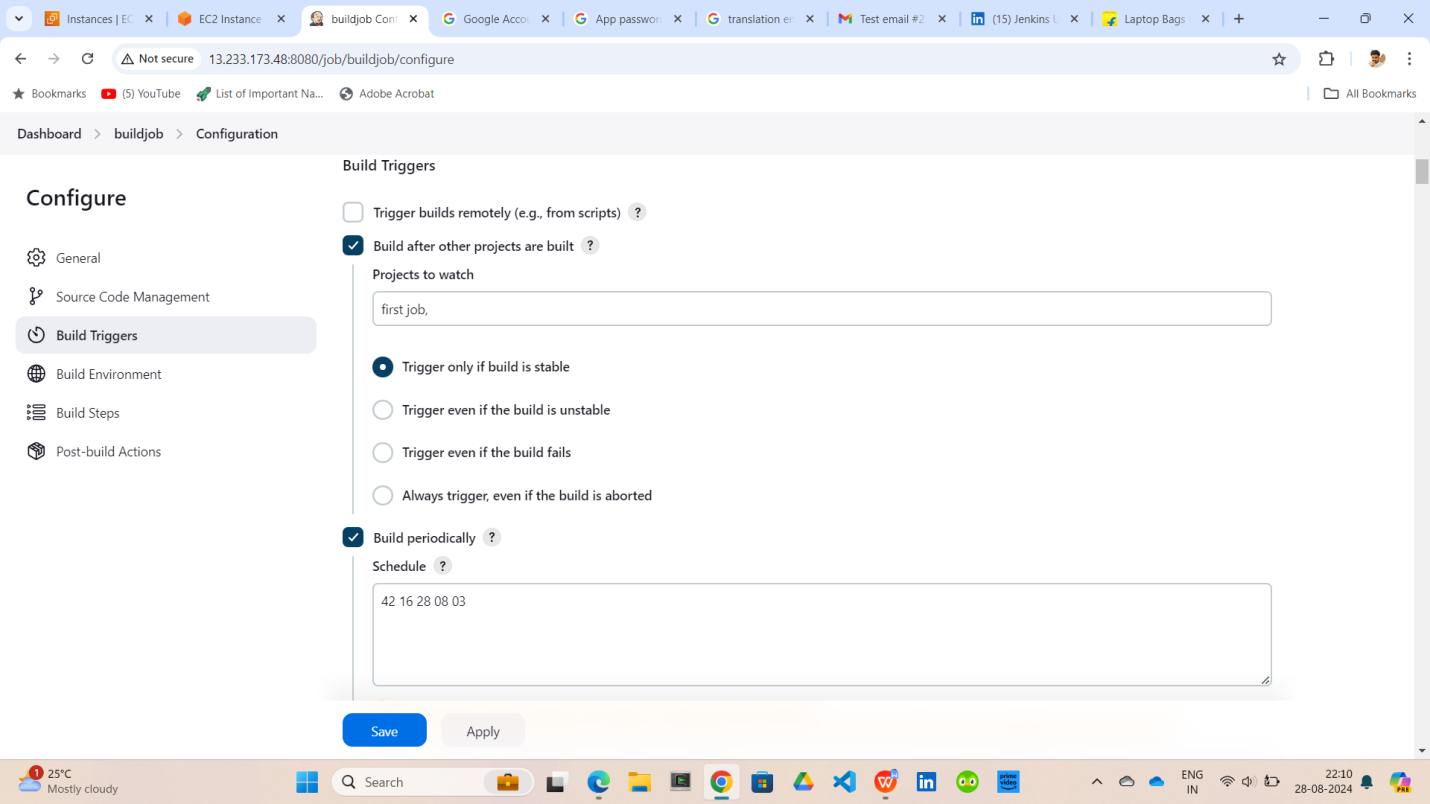 Instances | EC
EC2 Instance
buildjob Con
Google Accou
App passwor
translation en
Test email #2
(15) Jenkins U
Laptop Bags
Not secure
13.233.173.48:8080/job/buildjob/configure
Bookmarks
(5) YouTube
List of Important Na...
Adobe Acrobat
All Bookmarks
Dashboard
buildjob
Configuration
Configure
General
Source Code Management
Build Triggers
Build Environment
Build Steps
Post-build Actions
Build Triggers
Trigger builds remotely (e.g., from scripts) ?
Build after other projects are built ?
Projects to watch
first job,
Trigger only if build is stable
Trigger even if the build is unstable
Trigger even if the build fails
Always trigger, even if the build is aborted
Build periodically ?
Schedule ?
42 16 28 08 03
Save
Apply
1
25°C
Mostly cloudy
Search
prime video
ENG
IN
22:10
28-08-2024
PRE